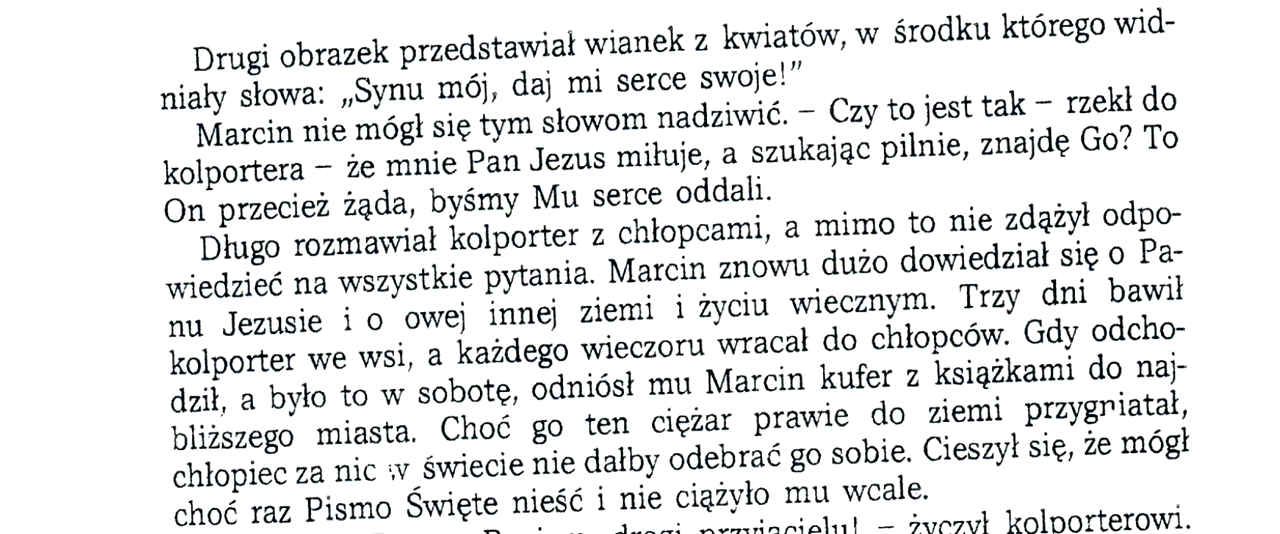 Drugi obrazek przedstawiał wianek z kwiatów, w środku którego wid-
niały słowa: „Synu mój, daj mi serce swoje!”
Marcin nie mógł się tym słowom nadziwić. – Czy to jest tak – rzekł do
kolportera – że mnie Pan Jezus miłuje, a szukając pilnie, znajdę Go? To
On przecież żąda, byśmy Mu serce oddali.
Długo rozmawiał kolporter z chłopcami, a mimo to nie zdążył odpo-
wiedzieć na wszystkie pytania. Marcin znowu dużo dowiedział się o Pa-
nu Jezusie i o owej innej ziemi i życiu wiecznym. Trzy dni bawił
kolporter we wsi, a każdego wieczoru wracał do chłopców. Gdy odcho-
dził, a było to w sobotę, odniósł mu Marcin kufer z książkami do naj-
bliższego miasta. Choć go ten ciężar prawie do ziemi przygniatał,
chłopiec za nic w świecie nie dałby odebrać go sobie. Cieszył się, że mógł
choć raz Pismo Święte nieść i nie ciążyło mu wcale.
drogi przyjacielu! – życzył kolporterowi.